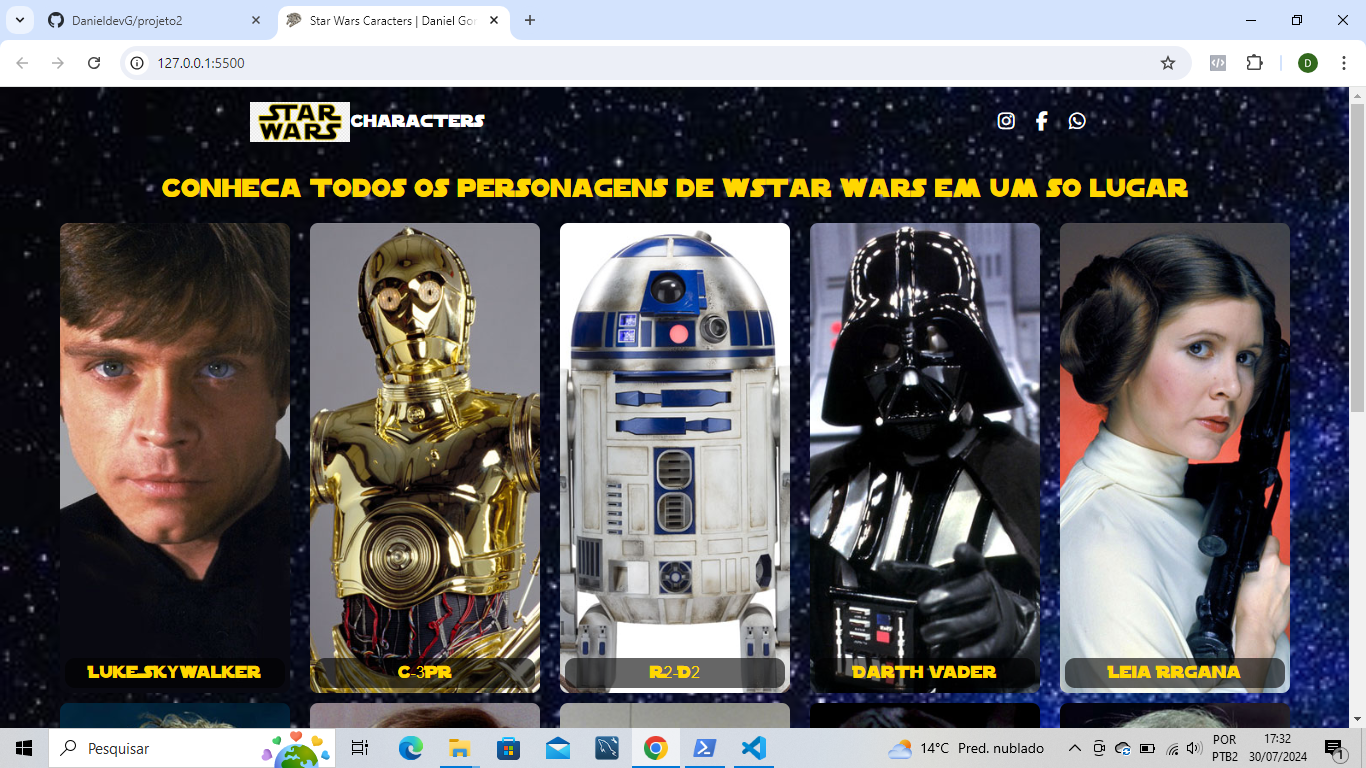 DanieldevG/projeto2
Star Wars Caracters | Daniel Gor
127.0.0.1:5500
D
STAR WARS
CHARACTERS
CONHECA TODOS OS PERSONAGENS DE WSTAR WARS EM UM SO LUGAR
LUKE SKYWALKER
C-3PR
R2-D2
DARTH VADER
LEIA RRGANA
Pesquisar
14°C Pred. nublado
POR
PTB2
17:32
30/07/2024
1